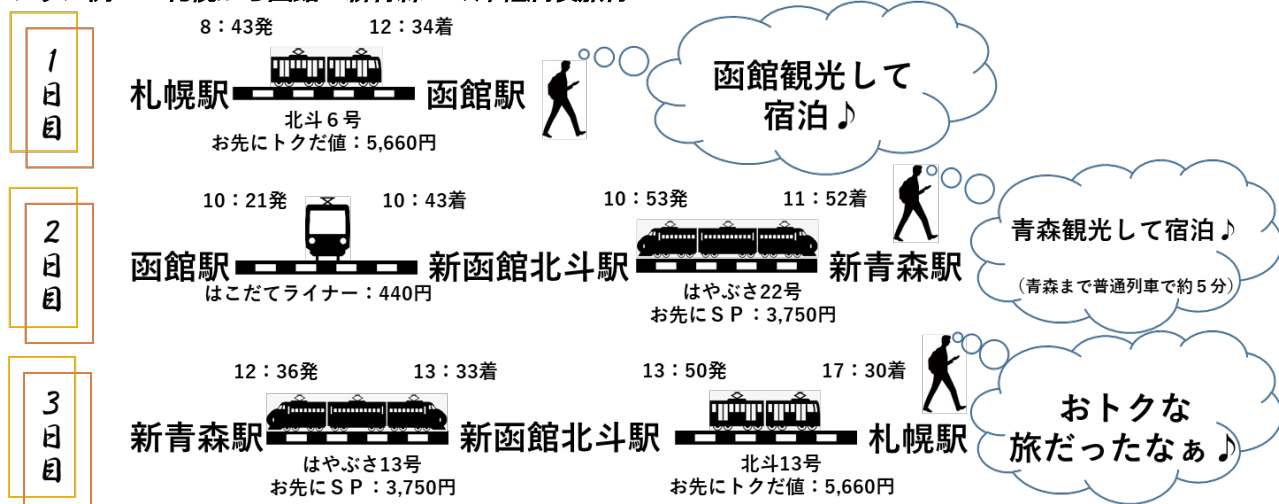 1日目
8:43発 12:34着
札幌駅 函館駅
北斗6号
お先にトクだ値：5,660円
函館観光して
宿泊♪
2日目
10:21発 10:43着 10:53発 11:52着
函館駅 新函館北斗駅 新青森駅
はこだてライナー：440円
はやぶさ22号
お先にＳＰ：3,750円
青森観光して宿泊♪
（青森まで普通列車で約５分）
3日目
12:36発 13:33着 13:50発 17:30着
新青森駅 新函館北斗駅 札幌駅
はやぶさ13号
お先にＳＰ：3,750円
北斗13号
お先にトクだ値：5,660円
おトクな
旅だったなぁ♪